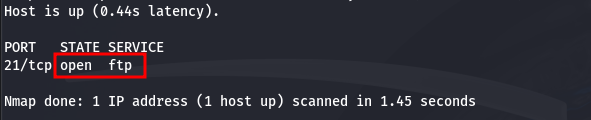 Host is up (0.44s latency).
PORT   STATE SERVICE
21/tcp open  ftp
Nmap done: 1 IP address (1 host up) scanned in 1.45 seconds